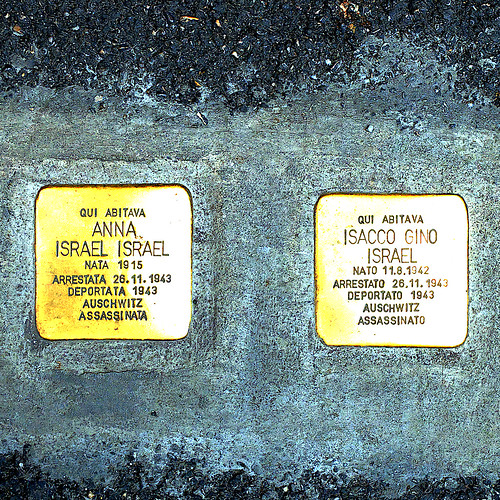 QUI ABITAVA
ANNA
ISRAEL ISRAEL
NATA 1915
ARRESTATA 26.11.1943
DEPORTATA 1943
AUSCHWITZ
ASSASSINATA
QUI ABITAVA
ISACCO GINO
ISRAEL
NATO 11.8.1942
ARRESTATO 26.11.1943
DEPORTATO 1943
AUSCHWITZ
ASSASSINATO